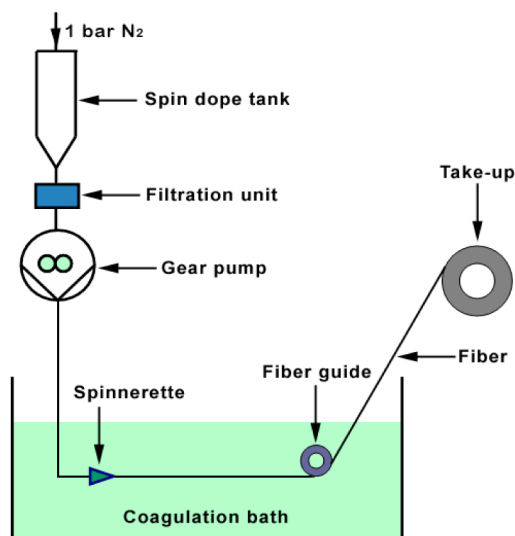 1 bar N₂
Spin dope tank
Take-up
Filtration unit
Gear pump
Fiber
Fiber guide
Spinnerette
Coagulation bath